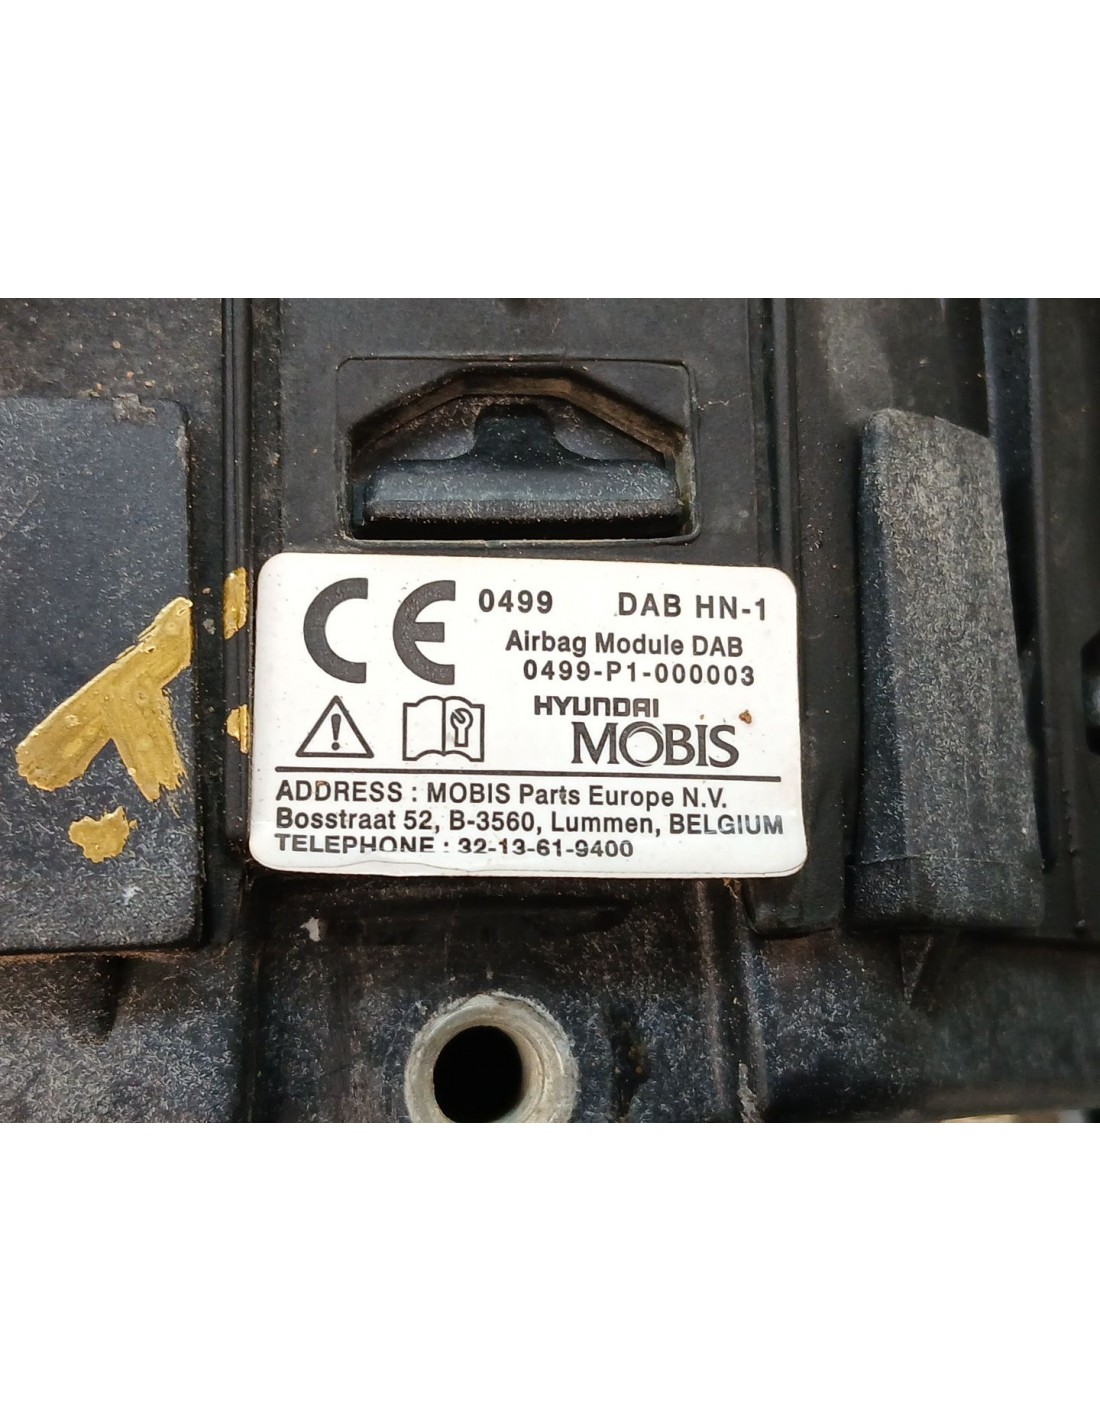 CE 0499 DAB HN-1
Airbag Module DAB
0499-P1-000003
HYUNDAI
MOBIS
ADDRESS : MOBIS Parts Europe N.V.
Bosstraat 52, B-3560, Lummen, BELGIUM
TELEPHONE : 32-13-61-9400